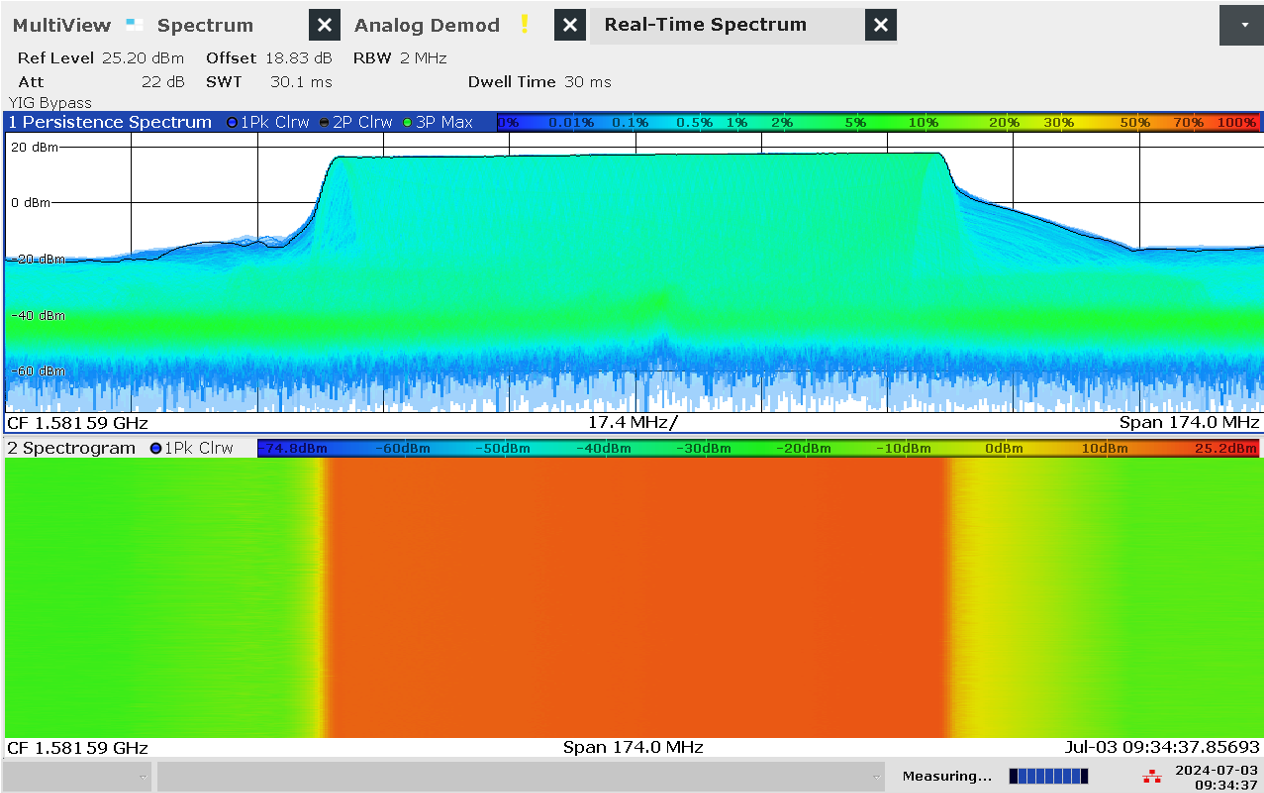 MultiView Spectrum Analog Demod ! Real-Time Spectrum
Ref Level 25.20 dBm Offset 18.83 dB RBW 2 MHz
Att 22 dB SWT 30.1 ms Dwell Time 30 ms
YIG Bypass
1 Persistence Spectrum 1Pk Clrw 2P Clrw 3P Max 0% 0.01% 0.1% 0.5% 1% 2% 5% 10% 20% 30% 50% 70% 100%
20 dBm
0 dBm
-20 dBm
-40 dBm
-60 dBm
CF 1.58159 GHz 17.4 MHz/ Span 174.0 MHz
2 Spectrogram 1Pk Clrw -74.8dBm -60dBm -50dBm -40dBm -30dBm -20dBm -10dBm 0dBm 10dBm 25.2dBm
CF 1.58159 GHz Span 174.0 MHz Jul-03 09:34:37.85693
Measuring... 2024-07-03
09:34:37